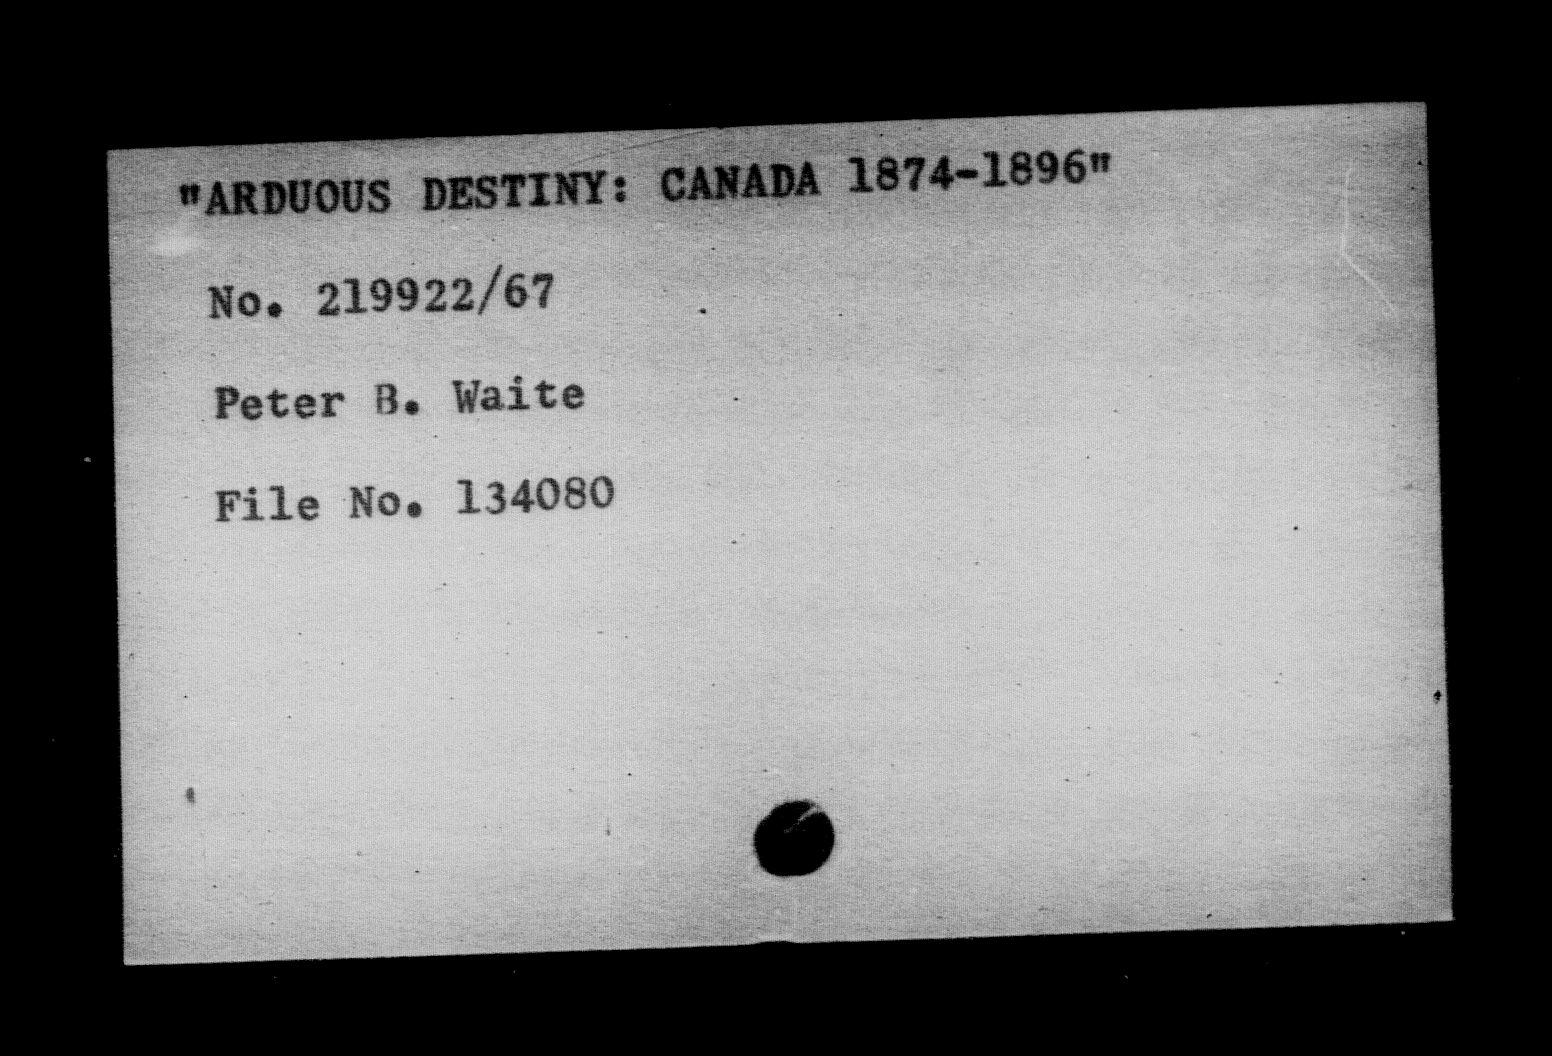 "ARDUOUS DESTINY: CANADA 1874-1896"
No. 219922/67
Peter B. Waite
File No. 134080